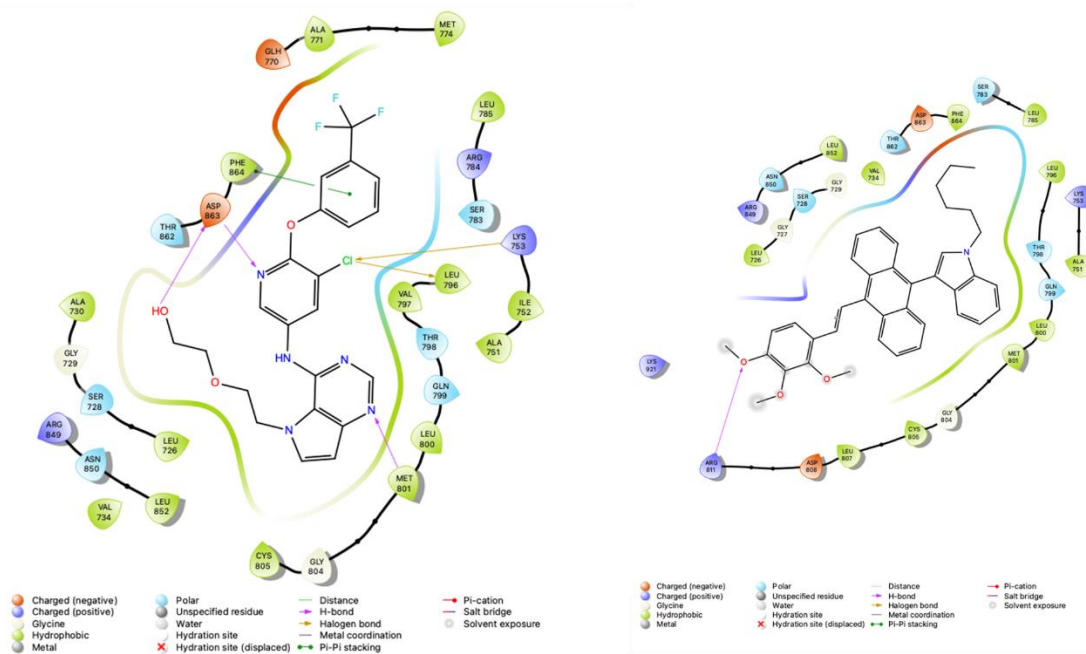 ALA
771
MET
774
GLH
770
F
F
F
LEU
785
PHE
864
ARG
784
ASP
863
THR
862
SER
783
O
Cl
LYS
753
N
LEU
796
HO
VAL
797
ILE
752
ALA
730
THR
798
ALA
751
HN
N
GLY
729
O
N
GLN
799
SER
728
ARG
849
N
LEU
800
LEU
726
ASN
850
MET
801
VAL
734
LEU
852
CYS
805
GLY
804
Charged (negative)
Charged (positive)
Glycine
Hydrophobic
Metal
Polar
Unspecified residue
Water
Hydration site
Hydration site (displaced)
Distance
H-bond
Halogen bond
Metal coordination
Pi-Pi stacking
Pi-cation
Salt bridge
Solvent exposure
SER
783
ASP
863
PHE
864
LEU
785
THR
862
LEU
852
VAL
734
LEU
796
ASN
850
GLY
729
SER
728
LYS
753
ARG
849
GLY
727
N
THR
798
LEU
726
ALA
751
GLN
799
LEU
800
LYS
921
O
O
O
MET
801
GLY
804
CYS
805
LEU
807
ARG
811
ASP
808
Charged (negative)
Charged (positive)
Glycine
Hydrophobic
Metal
Polar
Unspecified residue
Water
Hydration site
Hydration site (displaced)
Distance
H-bond
Halogen bond
Metal coordination
Pi-Pi stacking
Pi-cation
Salt bridge
Solvent exposure